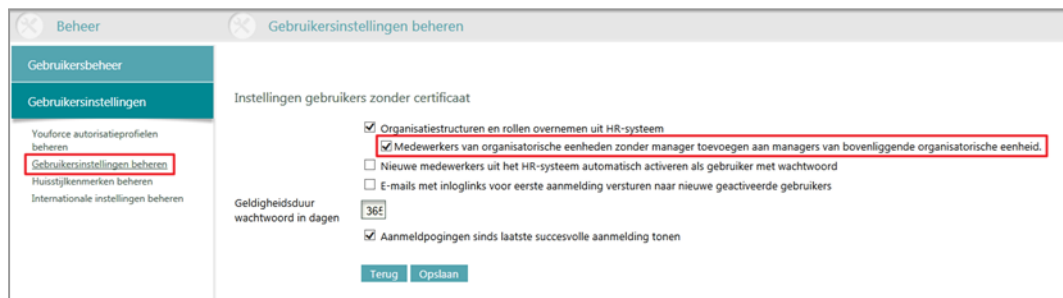 Beheer
Gebruikersinstellingen beheren
Gebruikersbeheer
Gebruikersinstellingen
Youforce autorisatieprofielen
beheren
Gebruikersinstellingen beheren
Huisstijlkenmerken beheren
Internationale instellingen beheren
Instellingen gebruikers zonder certificaat
Organisatiestructuren en rollen overnemen uit HR-systeem
Medewerkers van organisatorische eenheden zonder manager toevoegen aan managers van bovenliggende organisatorische eenheid.
Nieuwe medewerkers uit het HR-systeem automatisch activeren als gebruiker met wachtwoord
E-mails met inloglinks voor eerste aanmelding versturen naar nieuwe geactiveerde gebruikers
Geldigheidsduur
wachtwoord in dagen
365
Aanmeldpogingen sinds laatste succesvolle aanmelding tonen
Terug Opslaan